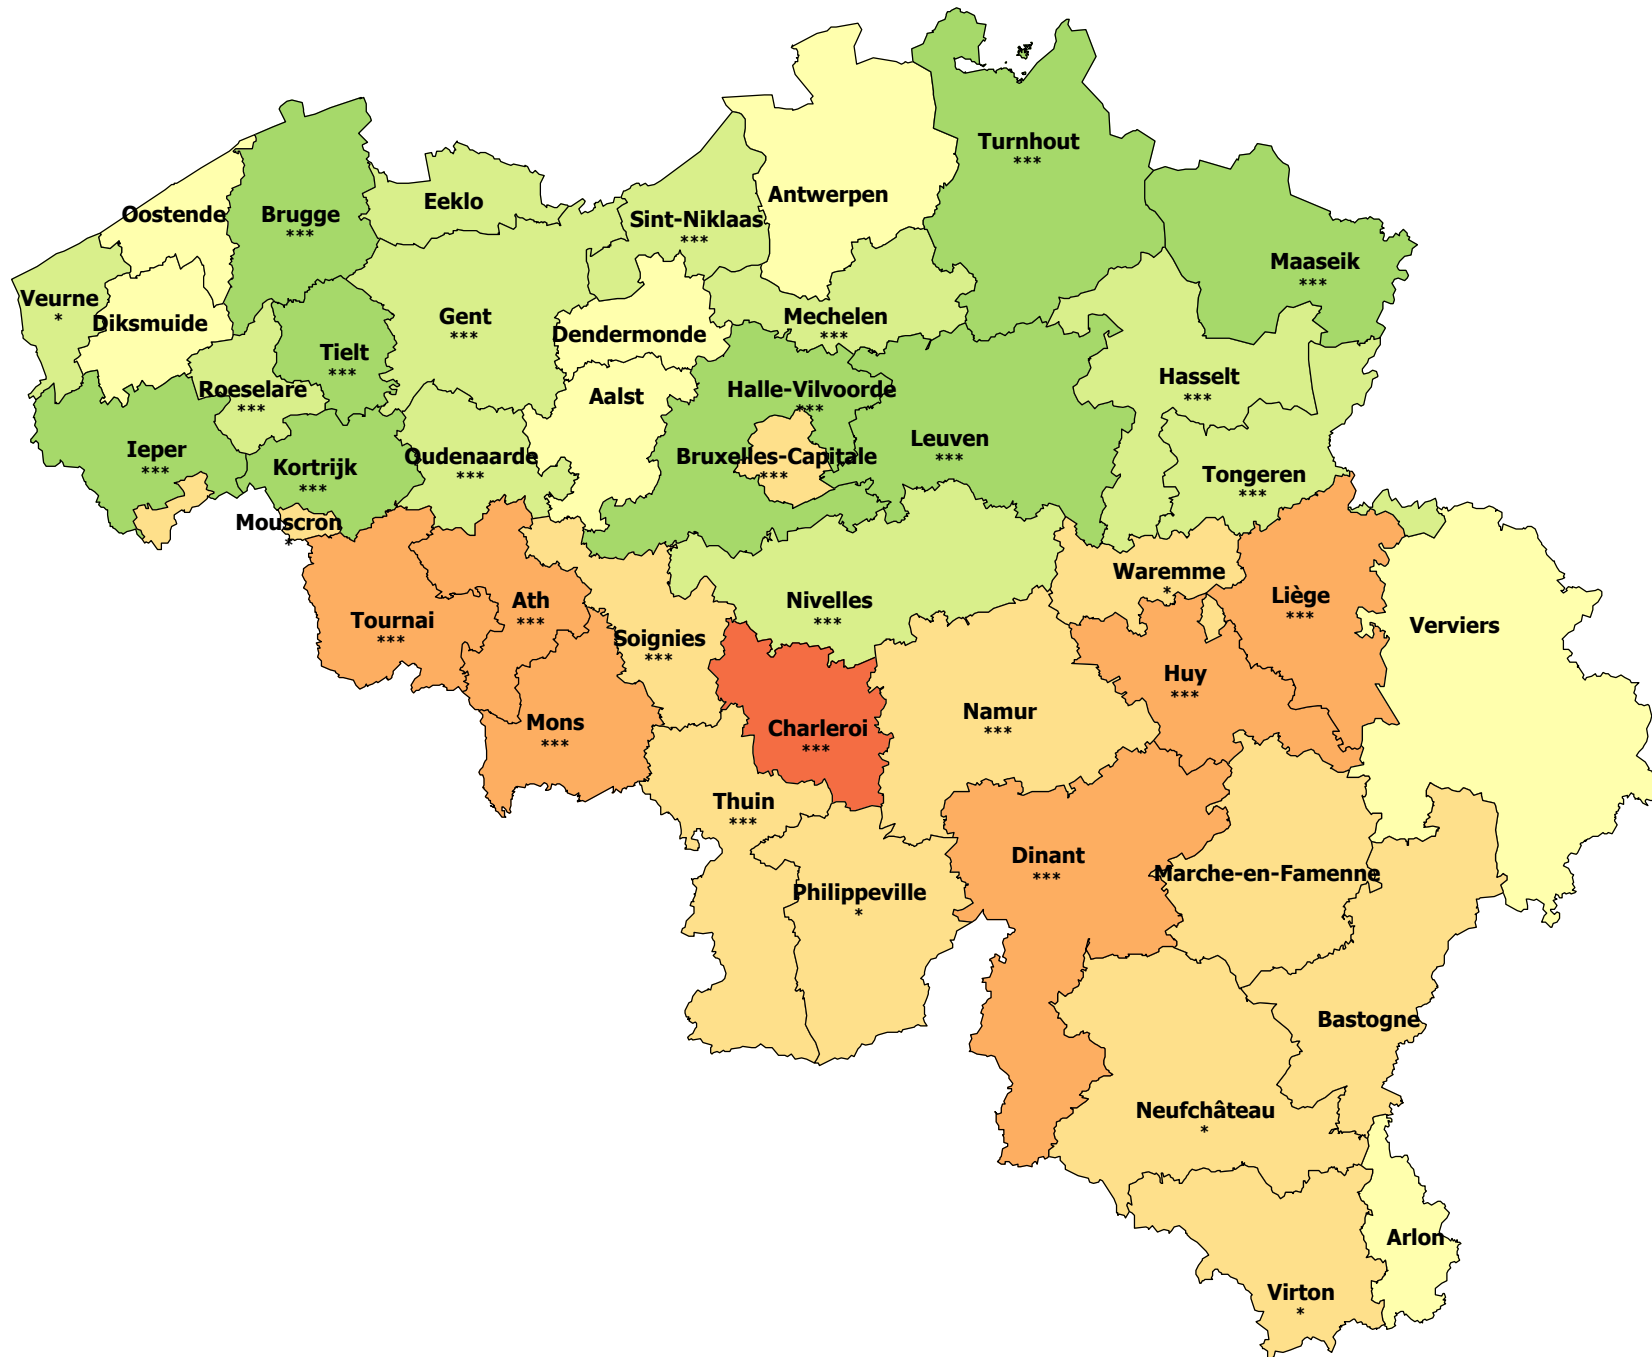 Turnhout
***
Antwerpen
Eeklo
Oostende
Brugge
***
Sint-Niklaas
***
Maaseik
***
Veurne
*
Diksmuide
Gent
***
Mechelen
***
Dendermonde
Tielt
***
Roeselare
***
Aalst
Halle-Vilvoorde
***
Hasselt
***
Ieper
***
Kortrijk
***
Oudenaarde
***
Bruxelles-Capitale
***
Leuven
***
Tongeren
***
Mouscron
*
Waremme
*
Tournai
***
Ath
***
Soignies
***
Nivelles
***
Liège
***
Verviers
Huy
***
Mons
***
Charleroi
***
Namur
***
Thuin
***
Dinant
***
Marche-en-Famenne
Philippeville
*
Bastogne
Neufchâteau
*
Arlon
Virton
*